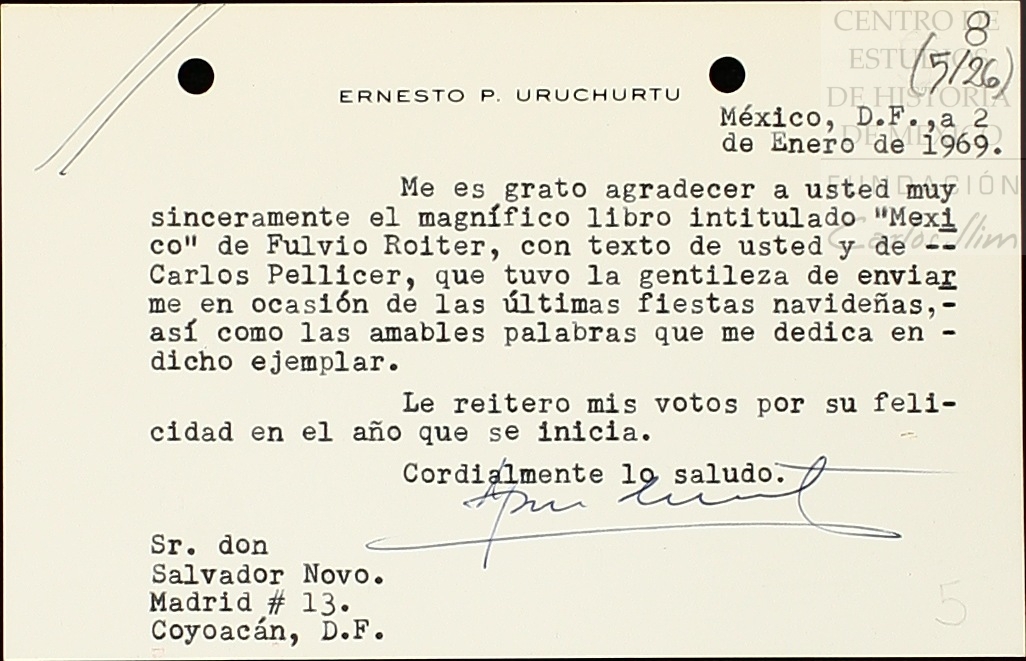 CENTRO DE
ESTUDIOS
DE HISTORIA
DE MÉXICO
FUNDACIÓN
Carlos Slim
8
(5/26)
ERNESTO P. URUCHURTU
México, D.F.,a 2
de Enero de 1969.
Me es grato agradecer a usted muy
sinceramente el magnífico libro intitulado "Mexi
co" de Fulvio Roiter, con texto de usted y de --
Carlos Pellicer, que tuvo la gentileza de enviar
me en ocasión de las últimas fiestas navideñas,-
así como las amables palabras que me dedica en -
dicho ejemplar.
Le reitero mis votos por su feli-
cidad en el año que se inicia.
Cordialmente lo saludo.
Sr. don
Salvador Novo.
Madrid # 13.
Coyoacán, D.F.
5